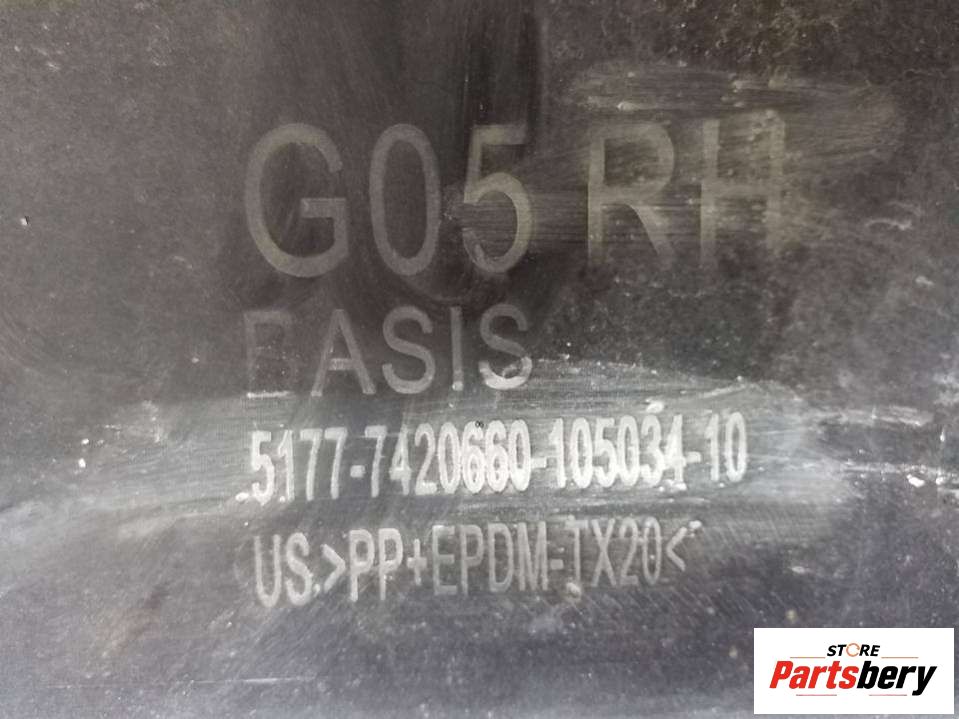 G05 RH
BASIS
5177-7420660-105034-10
US.>PP+EPDM-TX20<
STORE
Partsbery